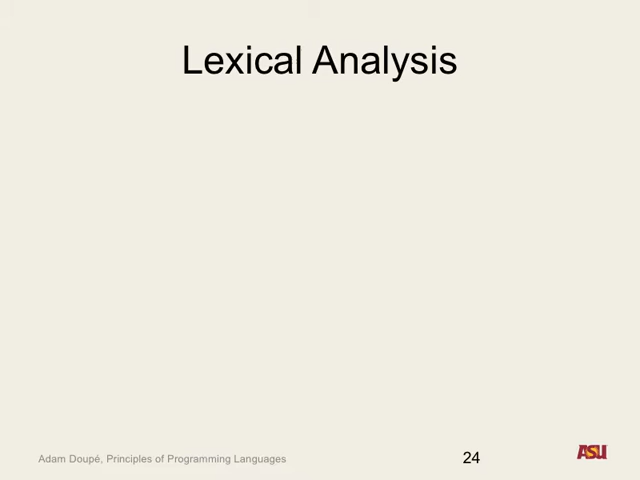 Lexical Analysis
Adam Doupé, Principles of Programming Languages
24
ASU